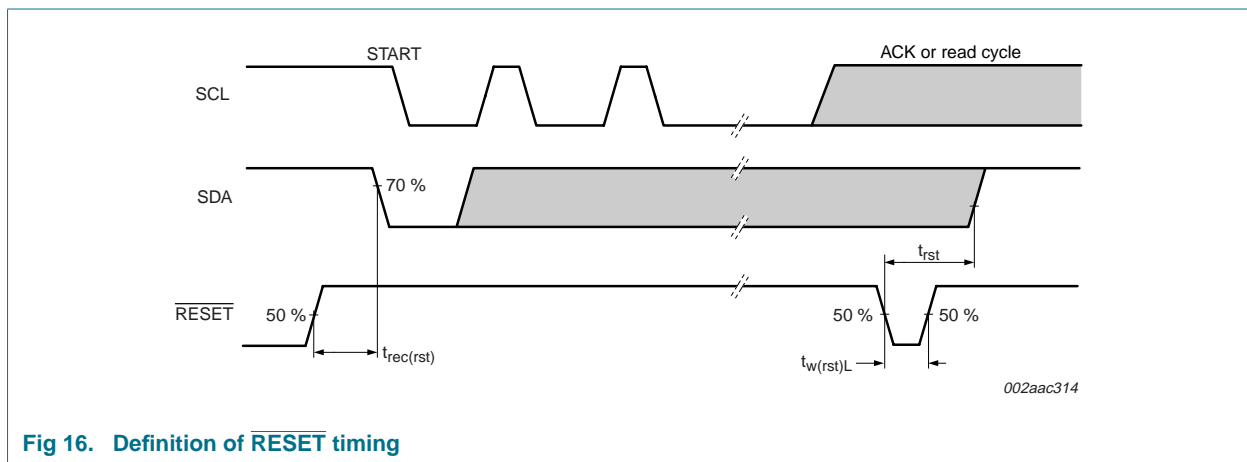 START
ACK or read cycle
SCL
70 %
SDA
t_rst
RESET
50 %
50 %
50 %
t_rec(rst)
t_w(rst)L
002aac314
Fig 16. Definition of RESET timing